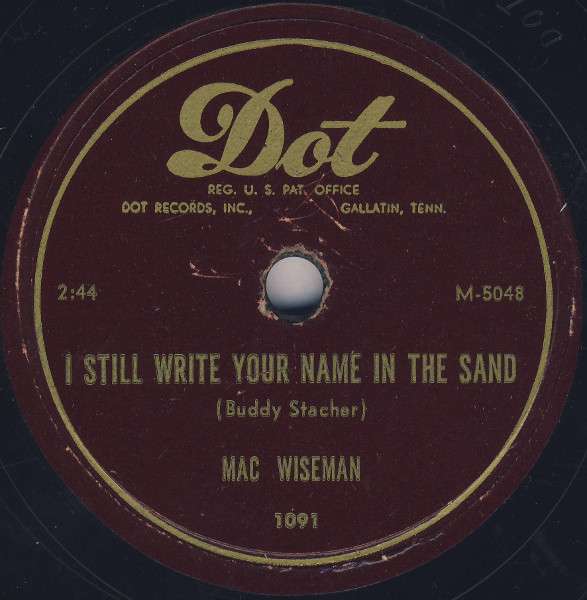 Dot
REG. U. S. PAT. OFFICE
DOT RECORDS, INC., GALLATIN, TENN.
2:44 M-5048
I STILL WRITE YOUR NAME IN THE SAND
(Buddy Stacher)
MAC WISEMAN
1091